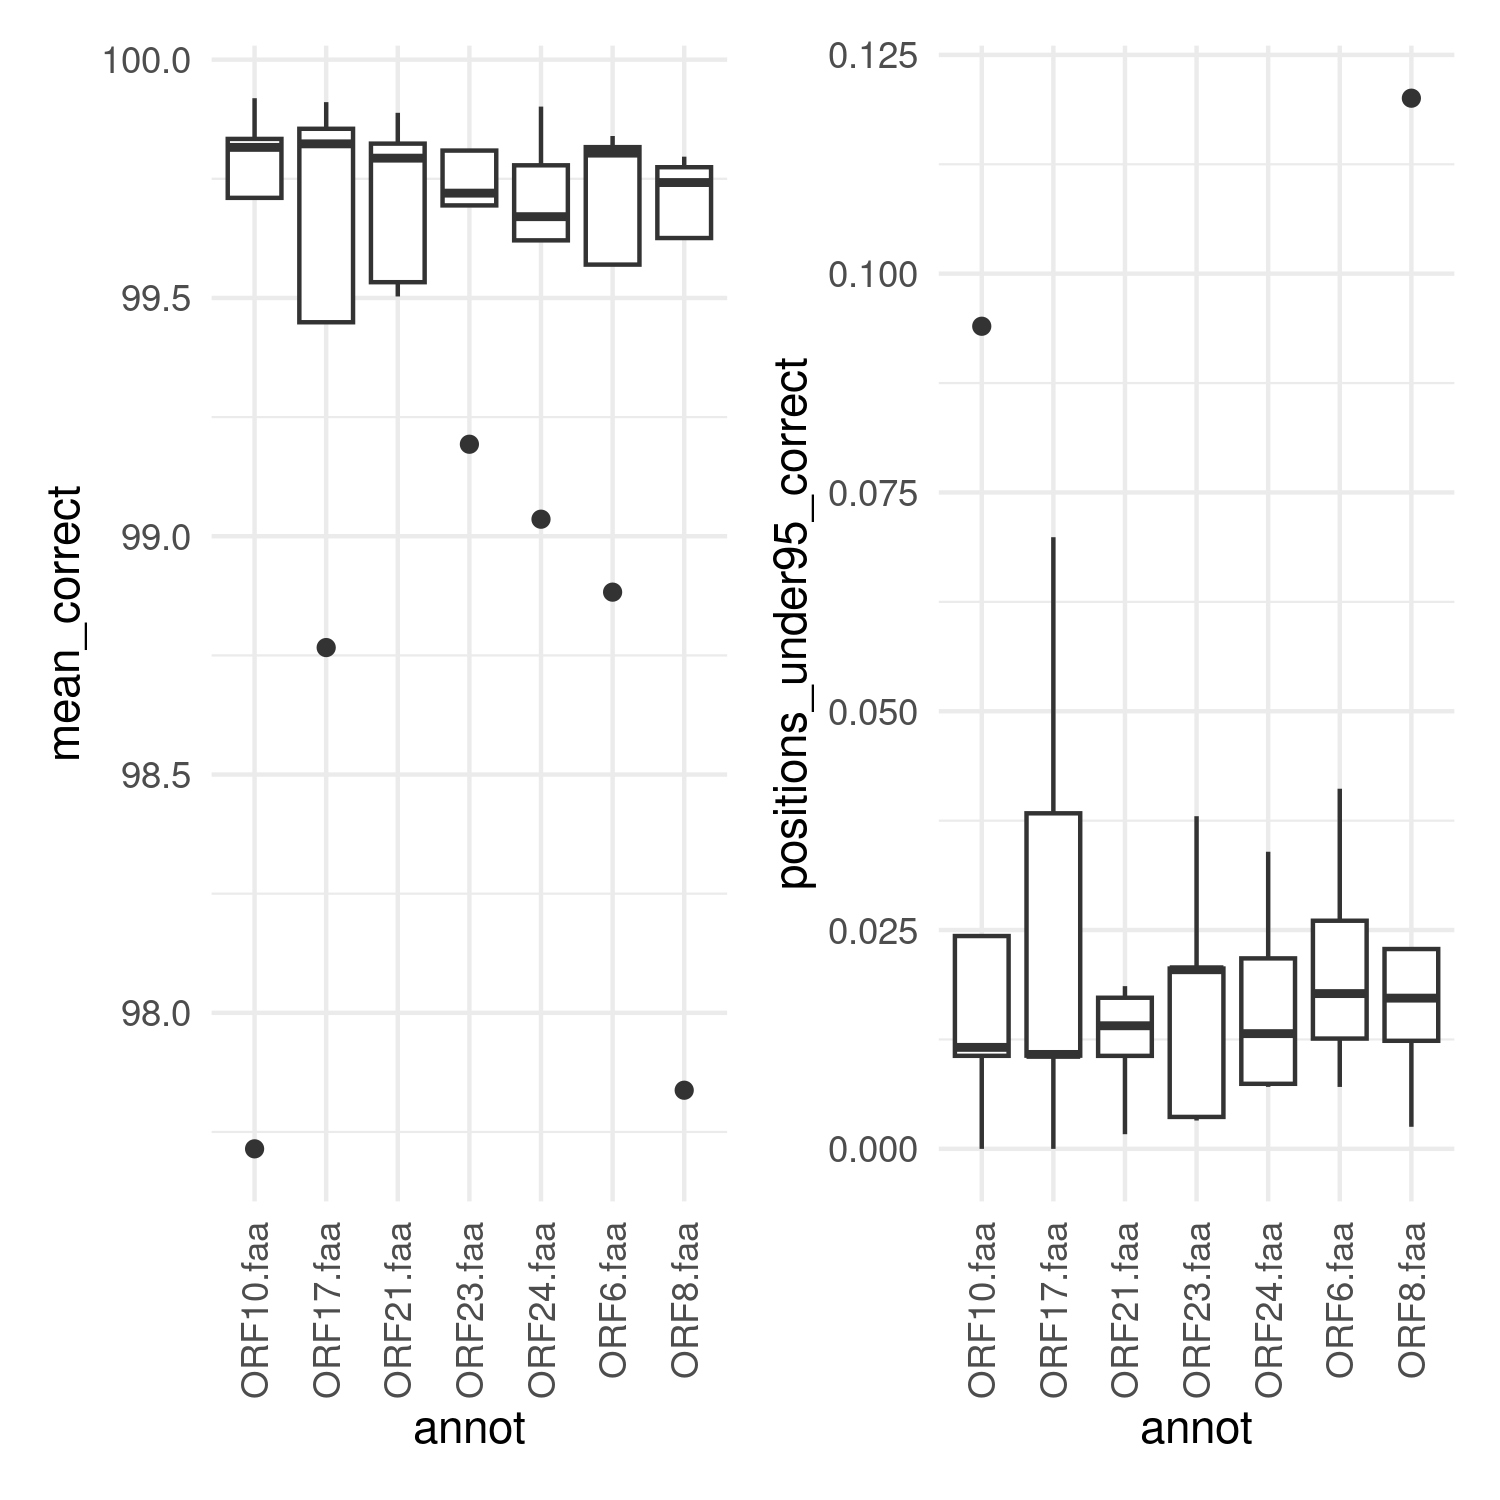 100.0
99.5
99.0
98.5
98.0
mean_correct
ORF10.faa
ORF17.faa
ORF21.faa
ORF23.faa
ORF24.faa
ORF6.faa
ORF8.faa
annot
0.125
0.100
0.075
0.050
0.025
0.000
positions_under95_correct
ORF10.faa
ORF17.faa
ORF21.faa
ORF23.faa
ORF24.faa
ORF6.faa
ORF8.faa
annot